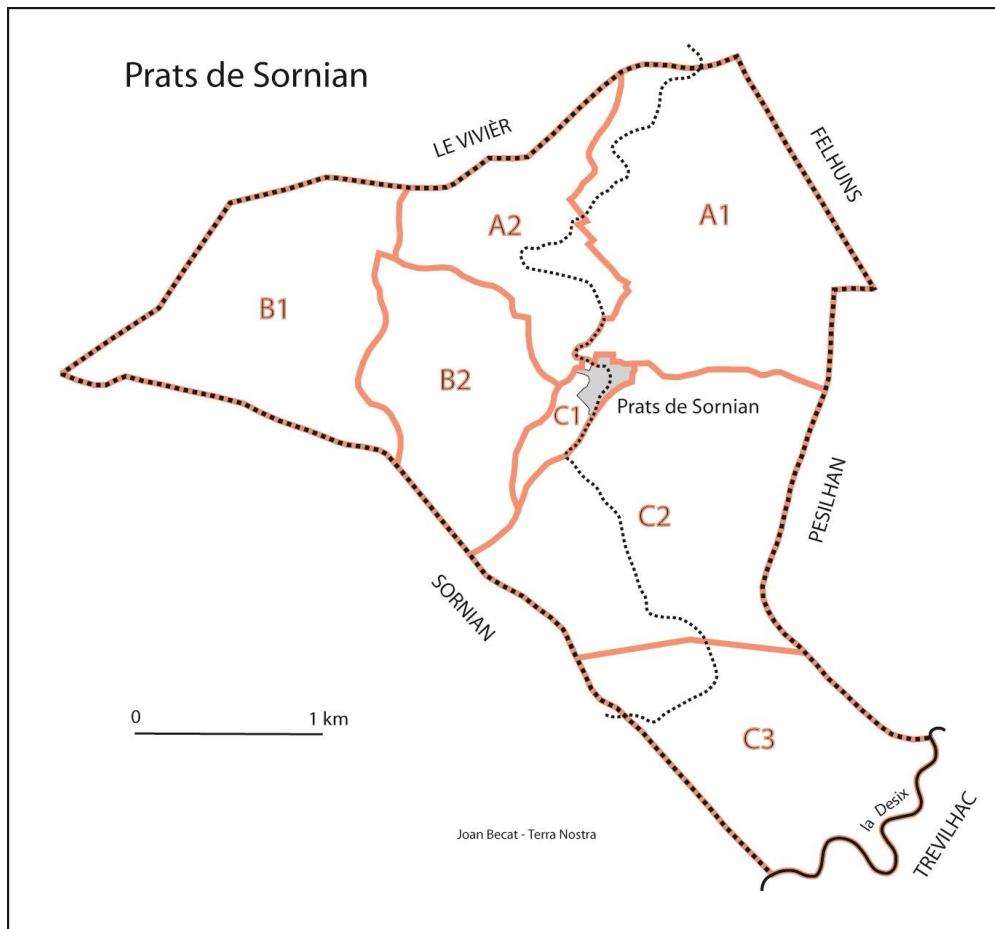 Prats de Sornian
LE VIVIÈR
FELHUNS
A2
A1
B1
B2
C1
Prats de Sornian
C2
PESILHAN
SORNIAN
0
1 km
C3
la Desix
TREVILHAC
Joan Becat - Terra Nostra